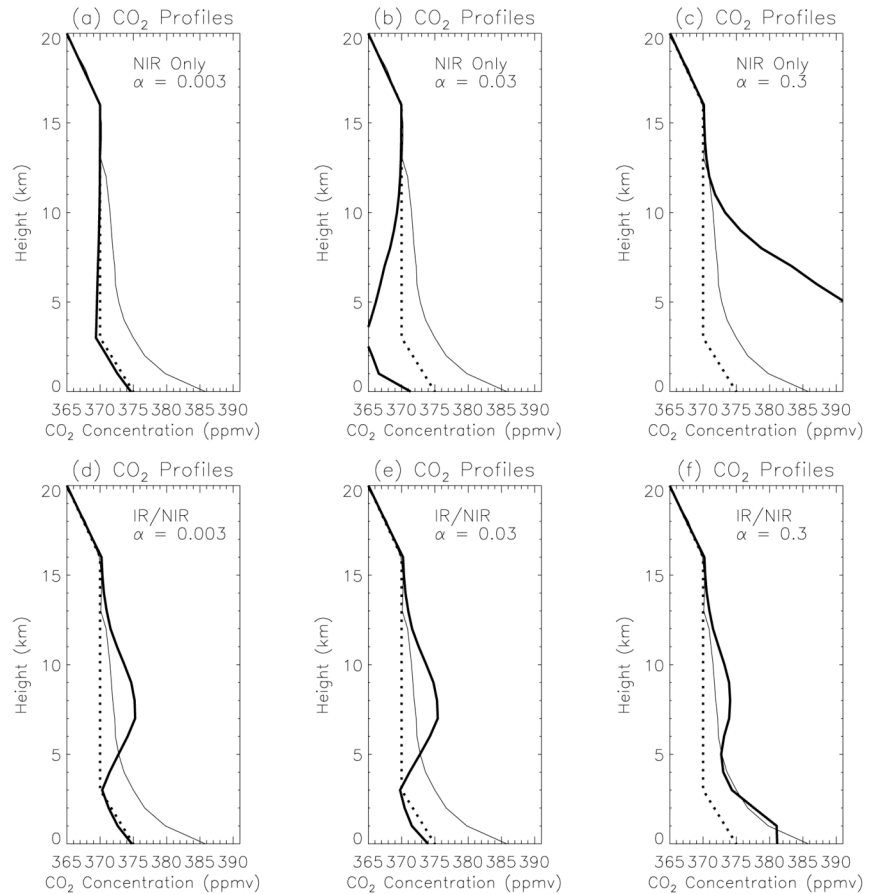 (a) CO₂ Profiles
(b) CO₂ Profiles
(c) CO₂ Profiles
NIR Only
α = 0.003
NIR Only
α = 0.03
NIR Only
α = 0.3
20
15
10
5
0
Height (km)
365 370 375 380 385 390
CO₂ Concentration (ppmv)
20
15
10
5
0
Height (km)
365 370 375 380 385 390
CO₂ Concentration (ppmv)
20
15
10
5
0
Height (km)
365 370 375 380 385 390
CO₂ Concentration (ppmv)
(d) CO₂ Profiles
(e) CO₂ Profiles
(f) CO₂ Profiles
IR/NIR
α = 0.003
IR/NIR
α = 0.03
IR/NIR
α = 0.3
20
15
10
5
0
Height (km)
365 370 375 380 385 390
CO₂ Concentration (ppmv)
20
15
10
5
0
Height (km)
365 370 375 380 385 390
CO₂ Concentration (ppmv)
20
15
10
5
0
Height (km)
365 370 375 380 385 390
CO₂ Concentration (ppmv)